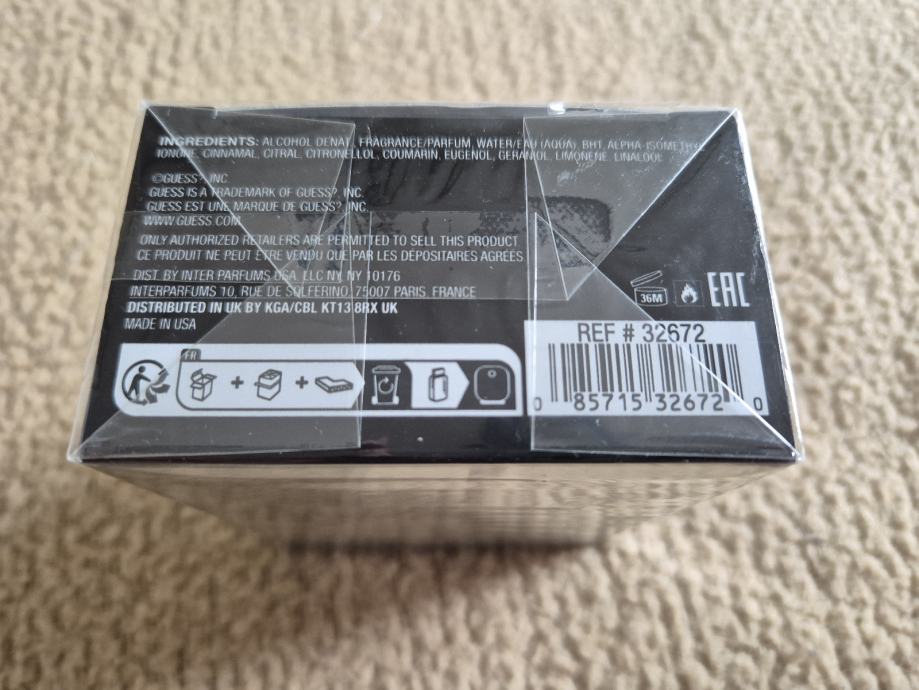 INGREDIENTS: ALCOHOL DENAT., FRAGRANCE/PARFUM, WATER/EAU (AQUA), BHT, ALPHA-ISOMETHYL
IONONE, CINNAMAL, CITRAL, CITRONELLOL, COUMARIN, EUGENOL, GERANIOL, LIMONENE, LINALOOL
©GUESS?, INC.
GUESS IS A TRADEMARK OF GUESS?, INC.
GUESS EST UNE MARQUE DE GUESS?, INC.
WWW.GUESS.COM
ONLY AUTHORIZED RETAILERS ARE PERMITTED TO SELL THIS PRODUCT
CE PRODUIT NE PEUT ÊTRE VENDU QUE PAR LES DÉPOSITAIRES AGRÉÉS
DIST. BY INTER PARFUMS USA, LLC NY, NY 10176
INTERPARFUMS 10, RUE DE SOLFERINO, 75007 PARIS, FRANCE
DISTRIBUTED IN UK BY KGA/CBL KT13 8RX UK
MADE IN USA
36M
EAC
FR
REF # 32672
0 85715 32672 0